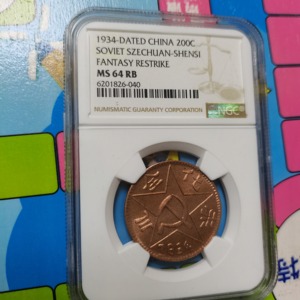 1934-DATED CHINA 200C
SOVIET SZECHUAN-SHENSI
FANTASY RESTRIKE
MS 64 RB
6201826-040
NUMISMATIC GUARANTY CORPORATION
NGC